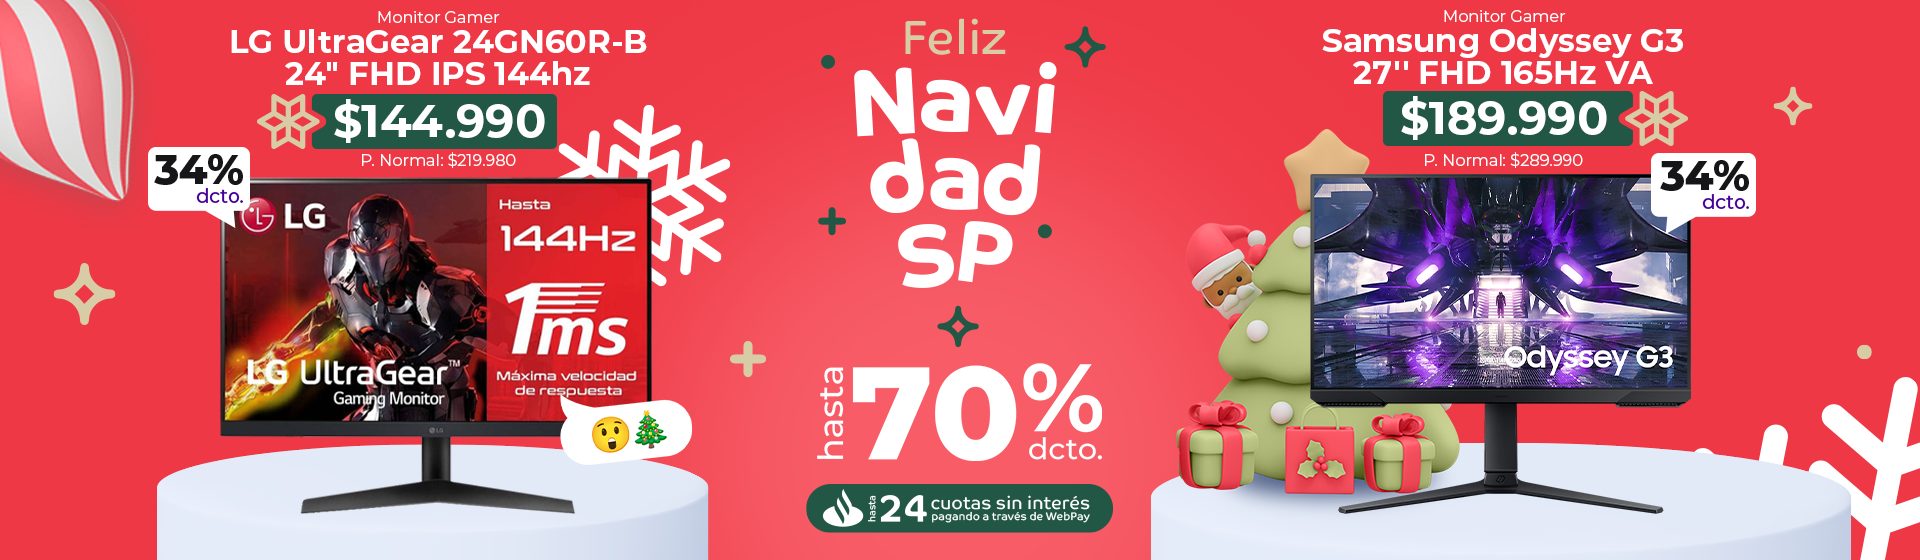 Monitor Gamer
LG UltraGear 24GN60R-B
24" FHD IPS 144hz
$144.990
P. Normal: $219.980
34%
dcto.
LG
Hasta
144Hz
1ms
Máxima velocidad
de respuesta
LG UltraGear™
Gaming Monitor
LG
Feliz
Navi
dad
SP
hasta
70%
dcto.
hasta
24 cuotas sin interés
pagando a través de WebPay
Monitor Gamer
Samsung Odyssey G3
27'' FHD 165Hz VA
$189.990
P. Normal: $289.990
34%
dcto.
Odyssey G3